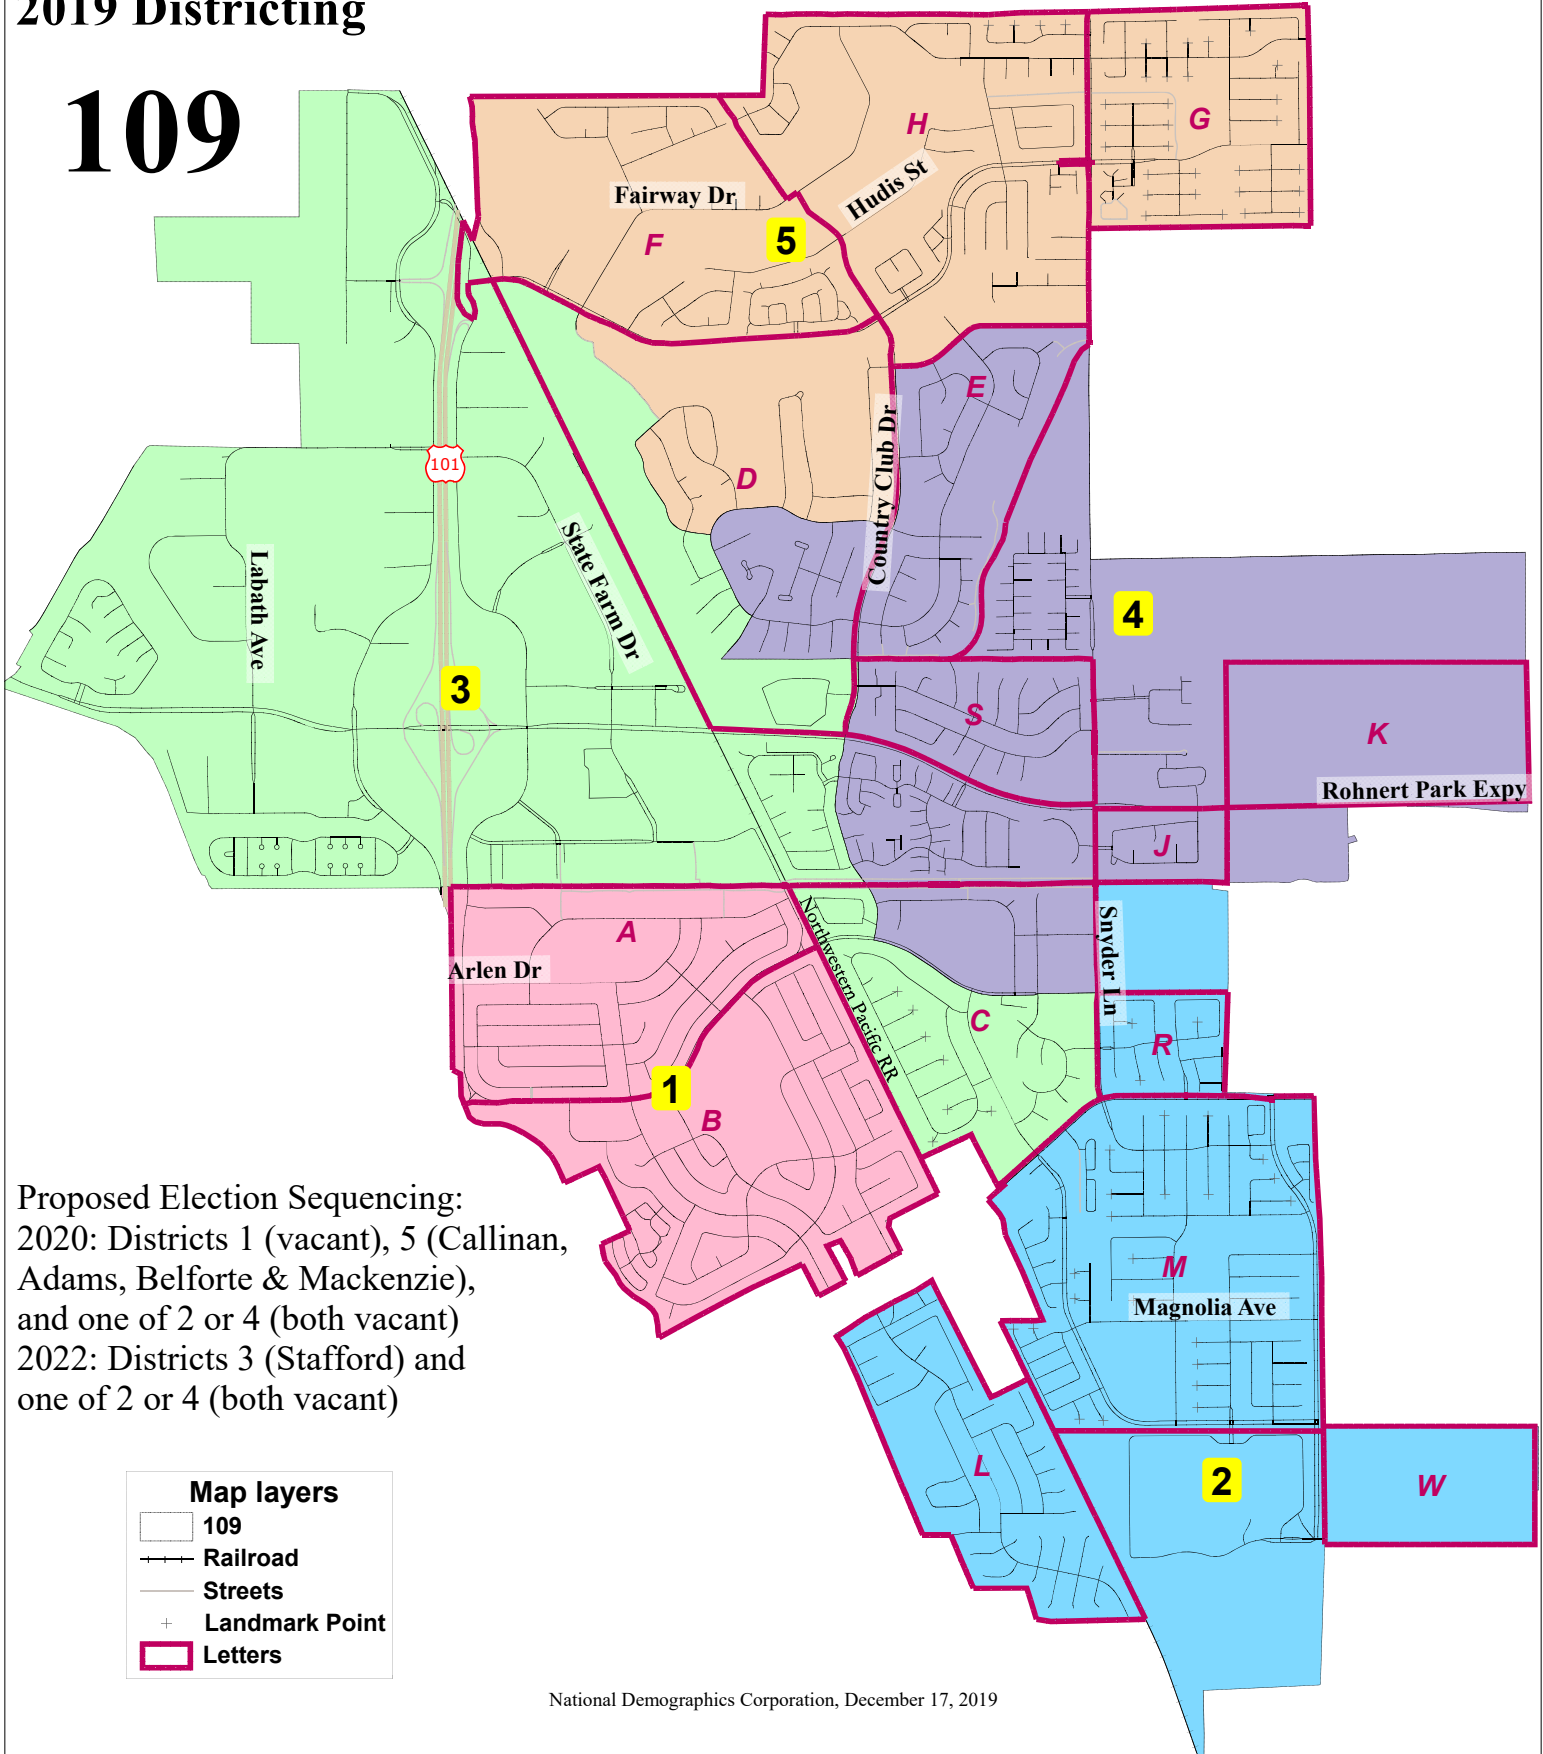 2019 Districting
109
H
G
Fairway Dr
Hudis St
F
5
E
101
Country Club Dr
D
State Farm Dr
Labath Ave
4
3
S
K
Rohnert Park Expy
J
A
Northwestern Pacific RR
Snyder Ln
Arlen Dr
C
R
1
B
Proposed Election Sequencing:
2020: Districts 1 (vacant), 5 (Callinan,
Adams, Belforte & Mackenzie),
and one of 2 or 4 (both vacant)
2022: Districts 3 (Stafford) and
one of 2 or 4 (both vacant)
M
Magnolia Ave
L
2
W
Map layers
109
Railroad
Streets
Landmark Point
Letters
National Demographics Corporation, December 17, 2019